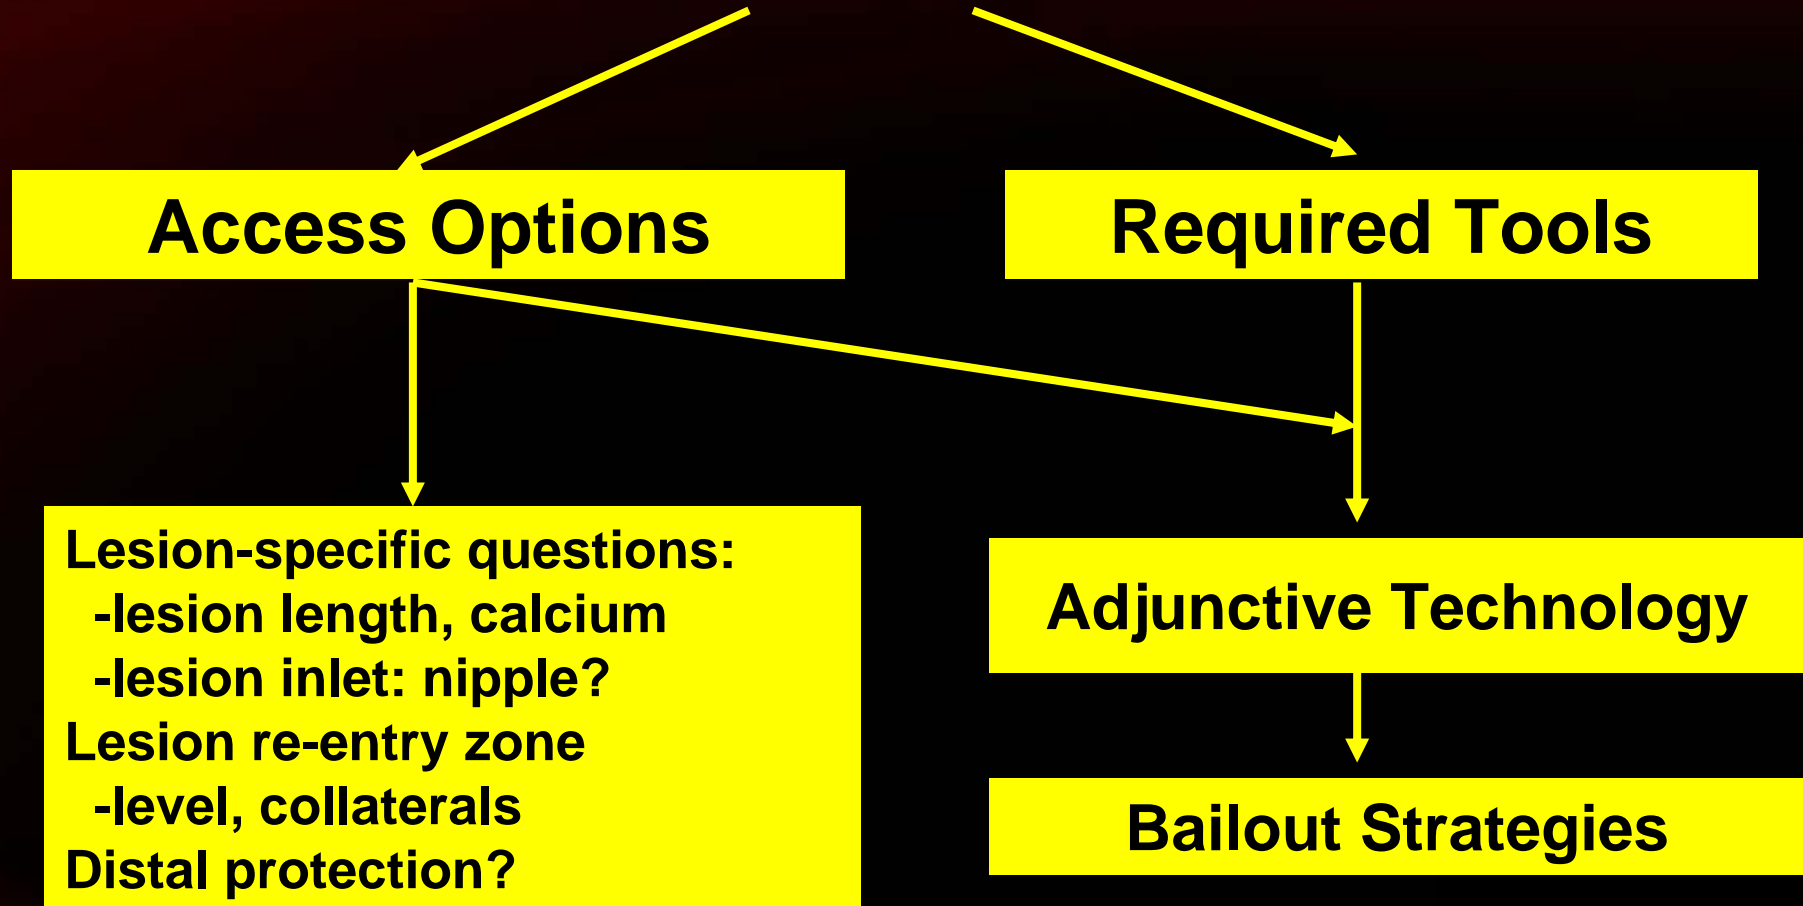 Access Options
Required Tools
Lesion-specific questions:
-lesion length, calcium
-lesion inlet: nipple?
Lesion re-entry zone
-level, collaterals
Distal protection?
Adjunctive Technology
Bailout Strategies